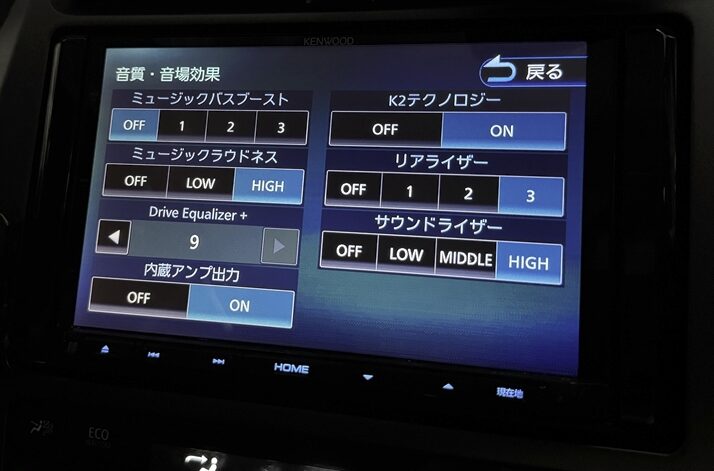 KENWOOD
音質・音場効果
戻る
ミュージックバスブースト
OFF 1 2 3
ミュージックラウドネス
OFF LOW HIGH
Drive Equalizer +
9
内蔵アンプ出力
OFF ON
K2テクノロジー
OFF ON
リアライザー
OFF 1 2 3
サウンドライザー
OFF LOW MIDDLE HIGH
HOME
現在地
ECO